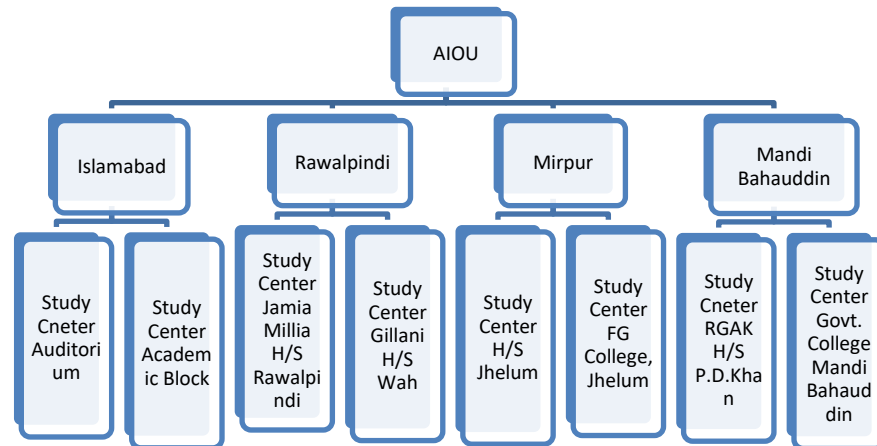 AIOU
Islamabad
Rawalpindi
Mirpur
Mandi
Bahauddin
Study
Cneter
Auditori
um
Study
Center
Academ
ic Block
Study
Center
Jamia
Millia
H/S
Rawalpi
ndi
Study
Center
Gillani
H/S
Wah
Study
Center
H/S
Jhelum
Study
Center
FG
College,
Jhelum
Study
Cneter
RGAK
H/S
P.D.Kha
n
Study
Center
Govt.
College
Mandi
Bahaud
din